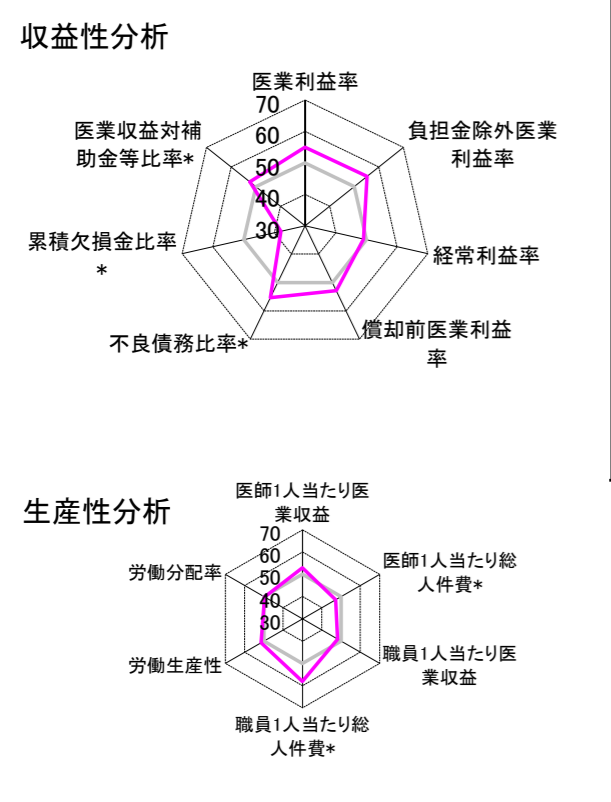 収益性分析
医業利益率
70
60
50
40
30
負担金除外医業
利益率
経常利益率
償却前医業利益
率
不良債務比率*
累積欠損金比率
*
医業収益対補
助金等比率*
生産性分析
医師1人当たり医
業収益
70
60
50
40
30
医師1人当たり総
人件費*
職員1人当たり医
業収益
職員1人当たり総
人件費*
労働生産性
労働分配率